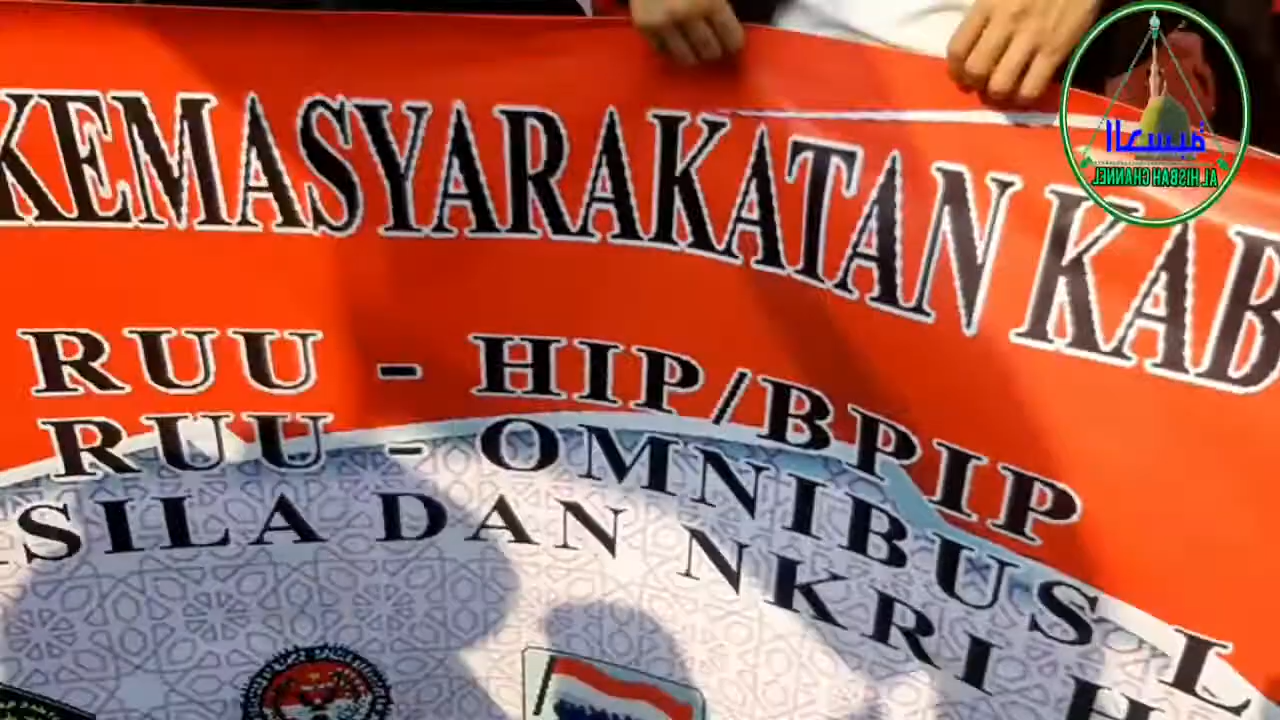 KEMASYARAKATAN KAB
RUU - HIP/BPIP
RUU - OMNIBUS L
SILA DAN NKRI H
AL HISBAH CHANNEL